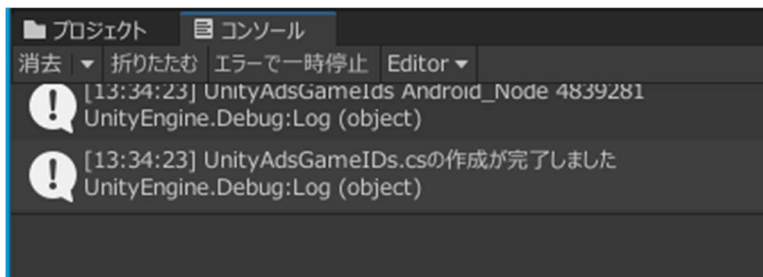 プロジェクト コンソール
消去 折りたたむ エラーで一時停止 Editor
[13:34:23] UnityAdsGameIds Android_Node 4839281
UnityEngine.Debug:Log (object)
[13:34:23] UnityAdsGameIDs.csの作成が完了しました
UnityEngine.Debug:Log (object)